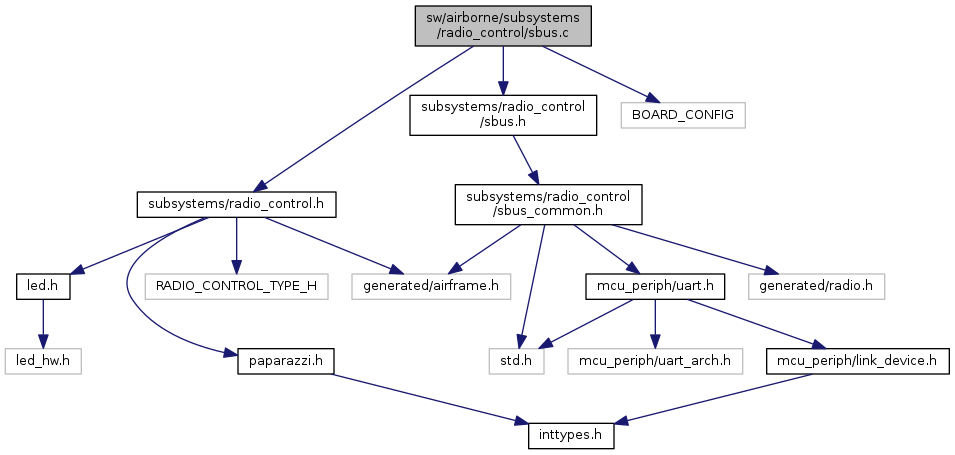 sw/airborne/subsystems
/radio_control/sbus.c
subsystems/radio_control
/sbus.h
BOARD_CONFIG
subsystems/radio_control.h
subsystems/radio_control
/sbus_common.h
led.h
RADIO_CONTROL_TYPE_H
generated/airframe.h
mcu_periph/uart.h
generated/radio.h
led_hw.h
paparazzi.h
std.h
mcu_periph/uart_arch.h
mcu_periph/link_device.h
inttypes.h